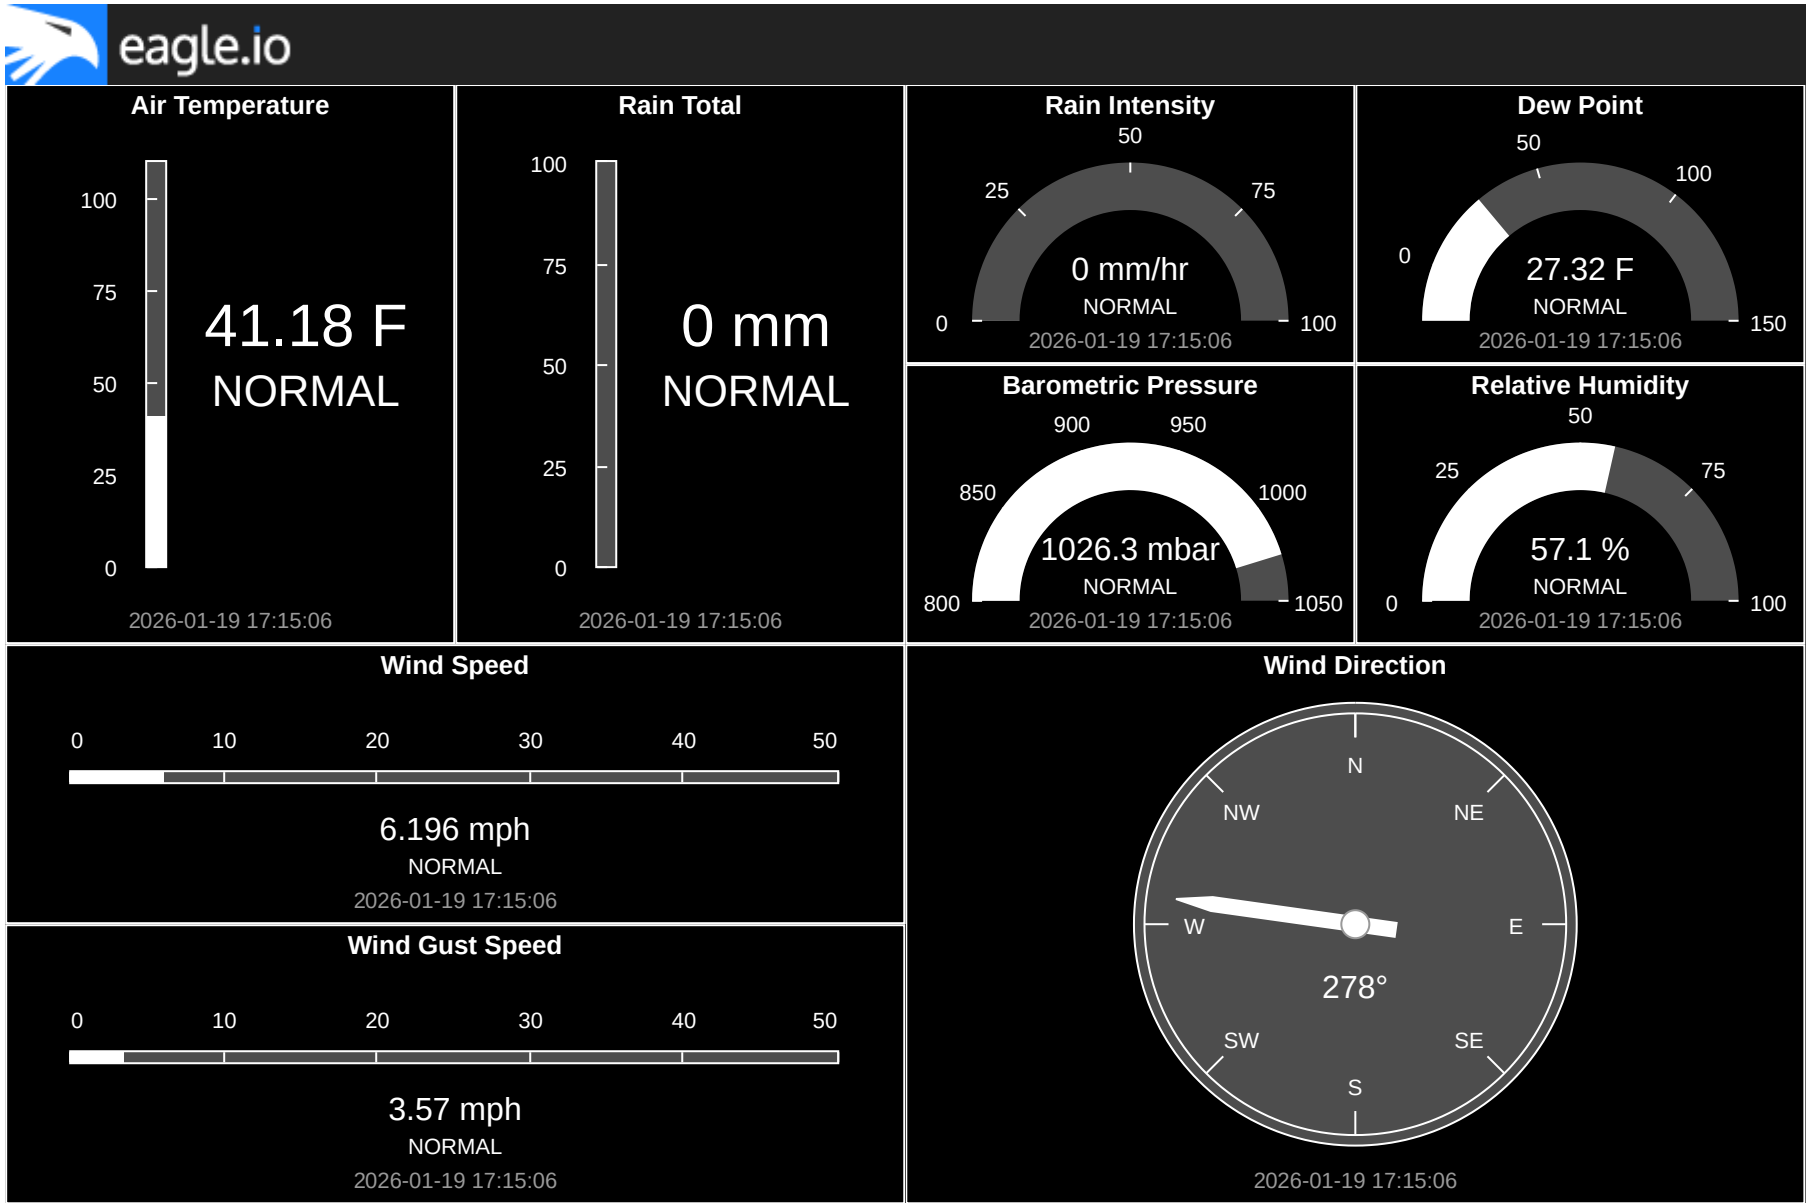 eagle.io
Air Temperature
100
75
50
25
0
41.18 F
NORMAL
2026-01-19 17:15:06
Rain Total
100
75
50
25
0
0 mm
NORMAL
2026-01-19 17:15:06
Rain Intensity
0
25
50
75
100
0 mm/hr
NORMAL
2026-01-19 17:15:06
Dew Point
0
50
100
150
27.32 F
NORMAL
2026-01-19 17:15:06
Barometric Pressure
800
850
900
950
1000
1050
1026.3 mbar
NORMAL
2026-01-19 17:15:06
Relative Humidity
0
25
50
75
100
57.1 %
NORMAL
2026-01-19 17:15:06
Wind Speed
0 10 20 30 40 50
6.196 mph
NORMAL
2026-01-19 17:15:06
Wind Gust Speed
0 10 20 30 40 50
3.57 mph
NORMAL
2026-01-19 17:15:06
Wind Direction
N
NW NE
W E
278°
SW SE
S
2026-01-19 17:15:06